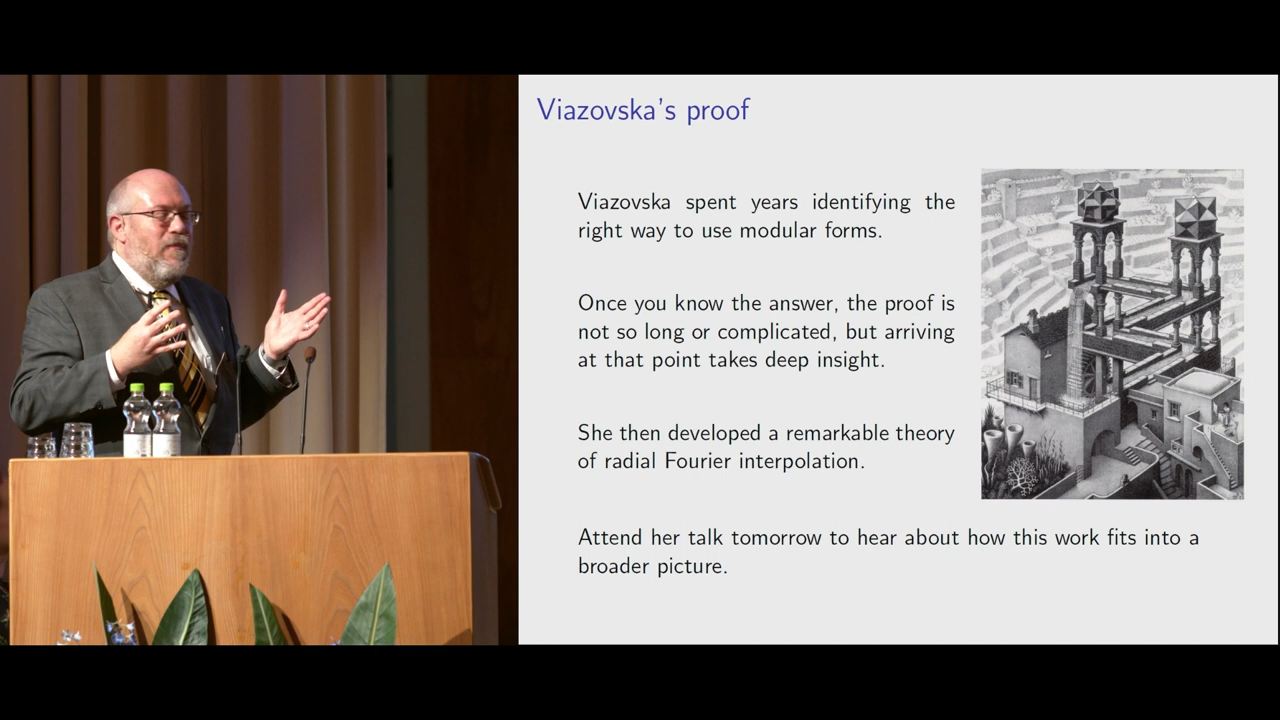 Viazovska's proof
Viazovska spent years identifying the
right way to use modular forms.
Once you know the answer, the proof is
not so long or complicated, but arriving
at that point takes deep insight.
She then developed a remarkable theory
of radial Fourier interpolation.
Attend her talk tomorrow to hear about how this work fits into a
broader picture.